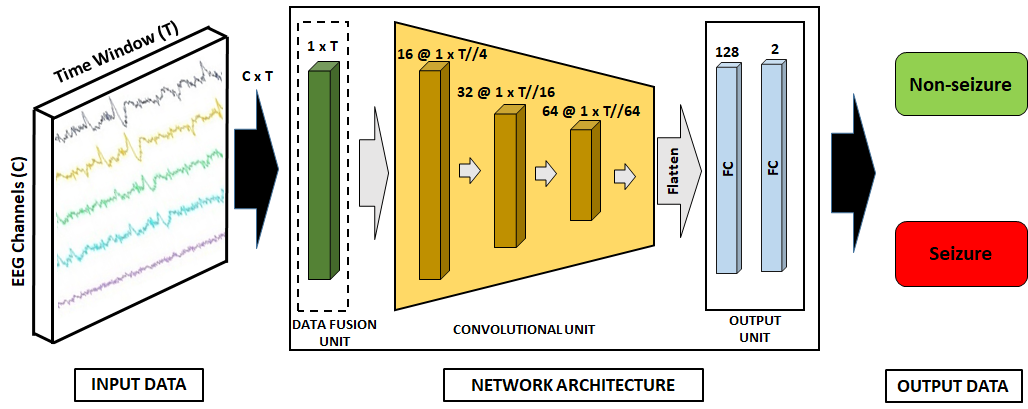 Time Window (T)
EEG Channels (C)
C x T
1 x T
16 @ 1 x T//4
32 @ 1 x T//16
64 @ 1 x T//64
Flatten
128
2
FC
FC
Non-seizure
Seizure
DATA FUSION
UNIT
CONVOLUTIONAL UNIT
OUTPUT
UNIT
INPUT DATA
NETWORK ARCHITECTURE
OUTPUT DATA